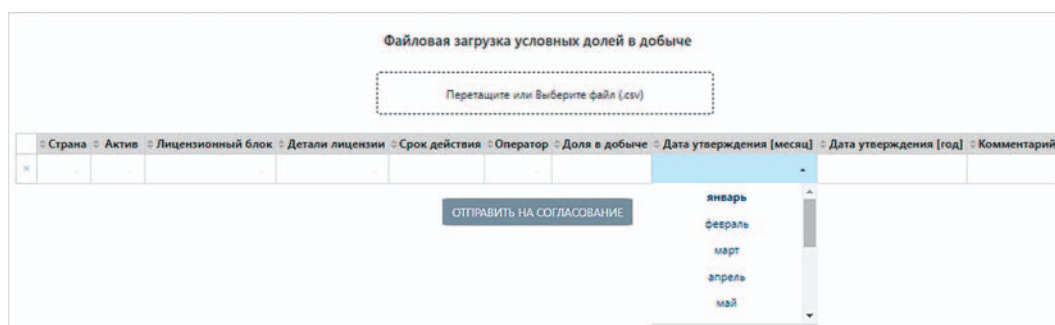 Файловая загрузка условных долей в добыче
Перетащите или Выберите файл (.csv)
Страна Актив Лицензионный блок Детали лицензии Срок действия Оператор Доля в добыче Дата утверждения [месяц] Дата утверждения [год] Комментарий
ОТПРАВИТЬ НА СОГЛАСОВАНИЕ
январь
февраль
март
апрель
май